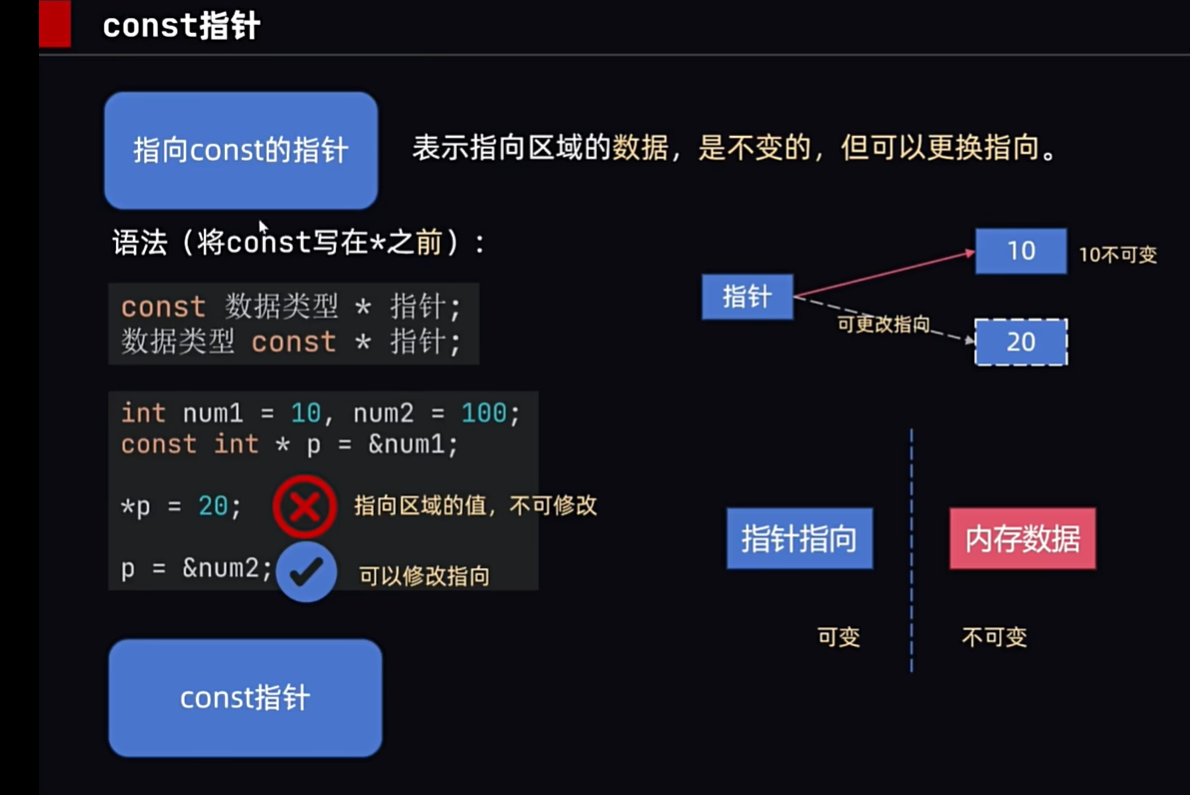 const指针
指向const的指针
表示指向区域的数据，是不变的，但可以更换指向。
语法（将const写在*之前）：
const 数据类型 * 指针;
数据类型 const * 指针;
int num1 = 10, num2 = 100;
const int * p = &num1;
*p = 20;
指向区域的值，不可修改
p = &num2;
可以修改指向
const指针
指针
10
10不可变
可更改指向
20
指针指向
内存数据
可变
不可变